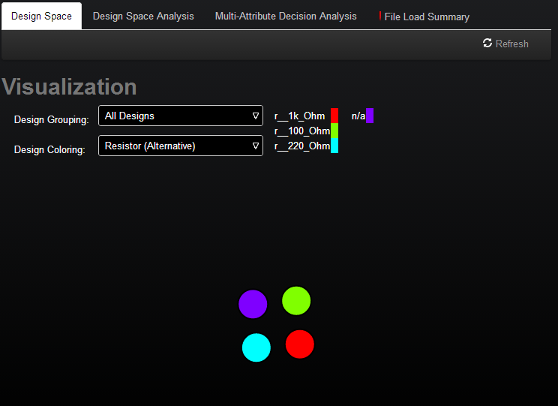 Design Space Design Space Analysis Multi-Attribute Decision Analysis ! File Load Summary
Refresh
Visualization
Design Grouping: All Designs r__1k_Ohm n/a
r__100_Ohm
Design Coloring: Resistor (Alternative) r__220_Ohm